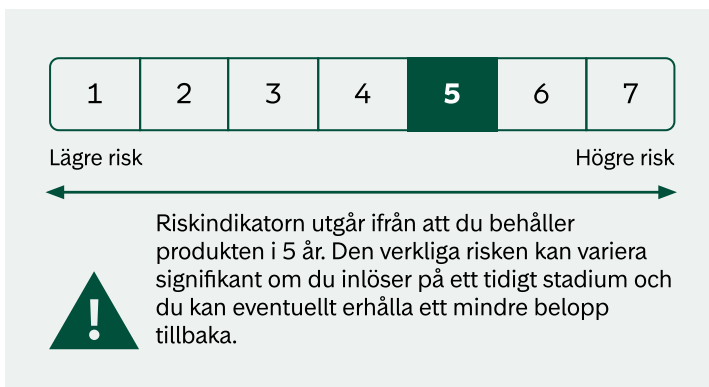 1 2 3 4 5 6 7
Lägre risk Högre risk
Riskindikatorn utgår ifrån att du behåller
produkten i 5 år. Den verkliga risken kan variera
signifikant om du inlöser på ett tidigt stadium och
du kan eventuellt erhålla ett mindre belopp
tillbaka.
!